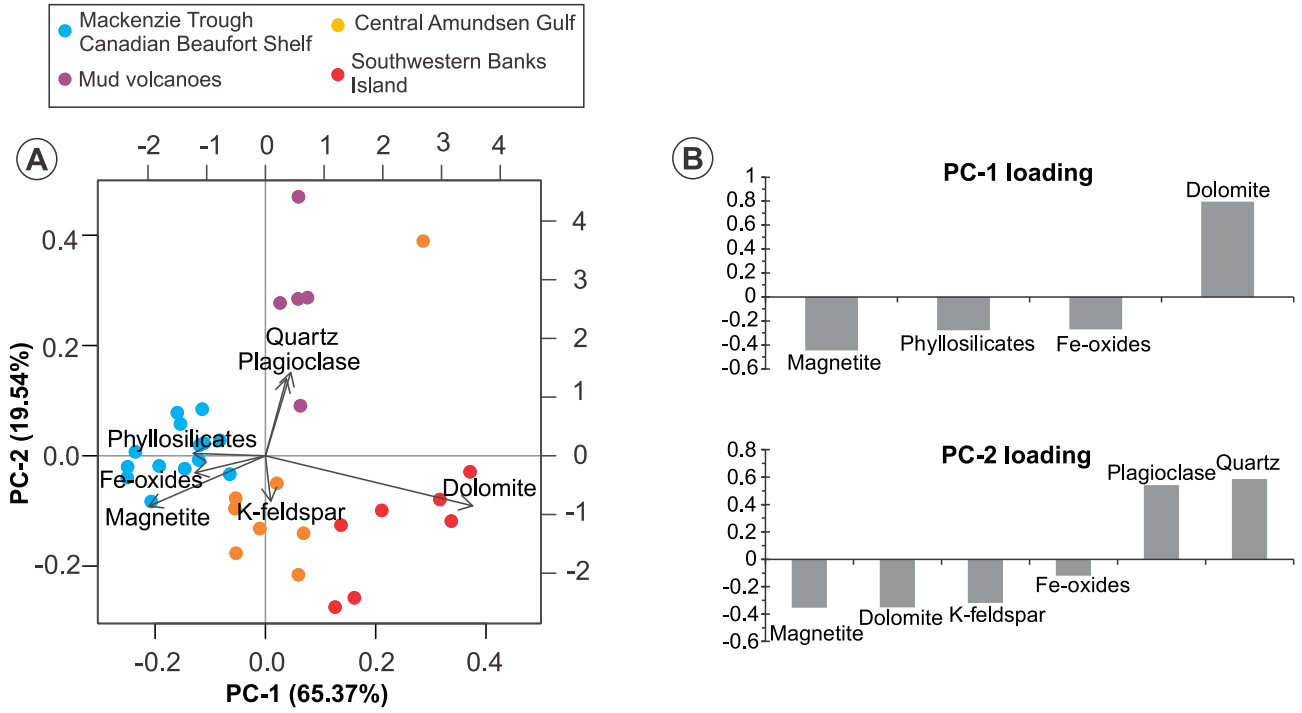 Mackenzie Trough
Canadian Beaufort Shelf
Mud volcanoes
Central Amundsen Gulf
Southwestern Banks
Island
A
-2 -1 0 1 2 3 4
0.4
0.2
0.0
-0.2
PC-2 (19.54%)
4
3
2
1
0
-1
-2
Quartz
Plagioclase
Phyllosilicates
Fe-oxides
Magnetite
K-feldspar
Dolomite
-0.2 0.0 0.2 0.4
PC-1 (65.37%)
B
PC-1 loading
1
0.8
0.6
0.4
0.2
0
-0.2
-0.4
-0.6
Magnetite
Phyllosilicates
Fe-oxides
Dolomite
PC-2 loading
0.8
0.6
0.4
0.2
0
-0.2
-0.4
-0.6
Magnetite
Dolomite
K-feldspar
Fe-oxides
Plagioclase
Quartz